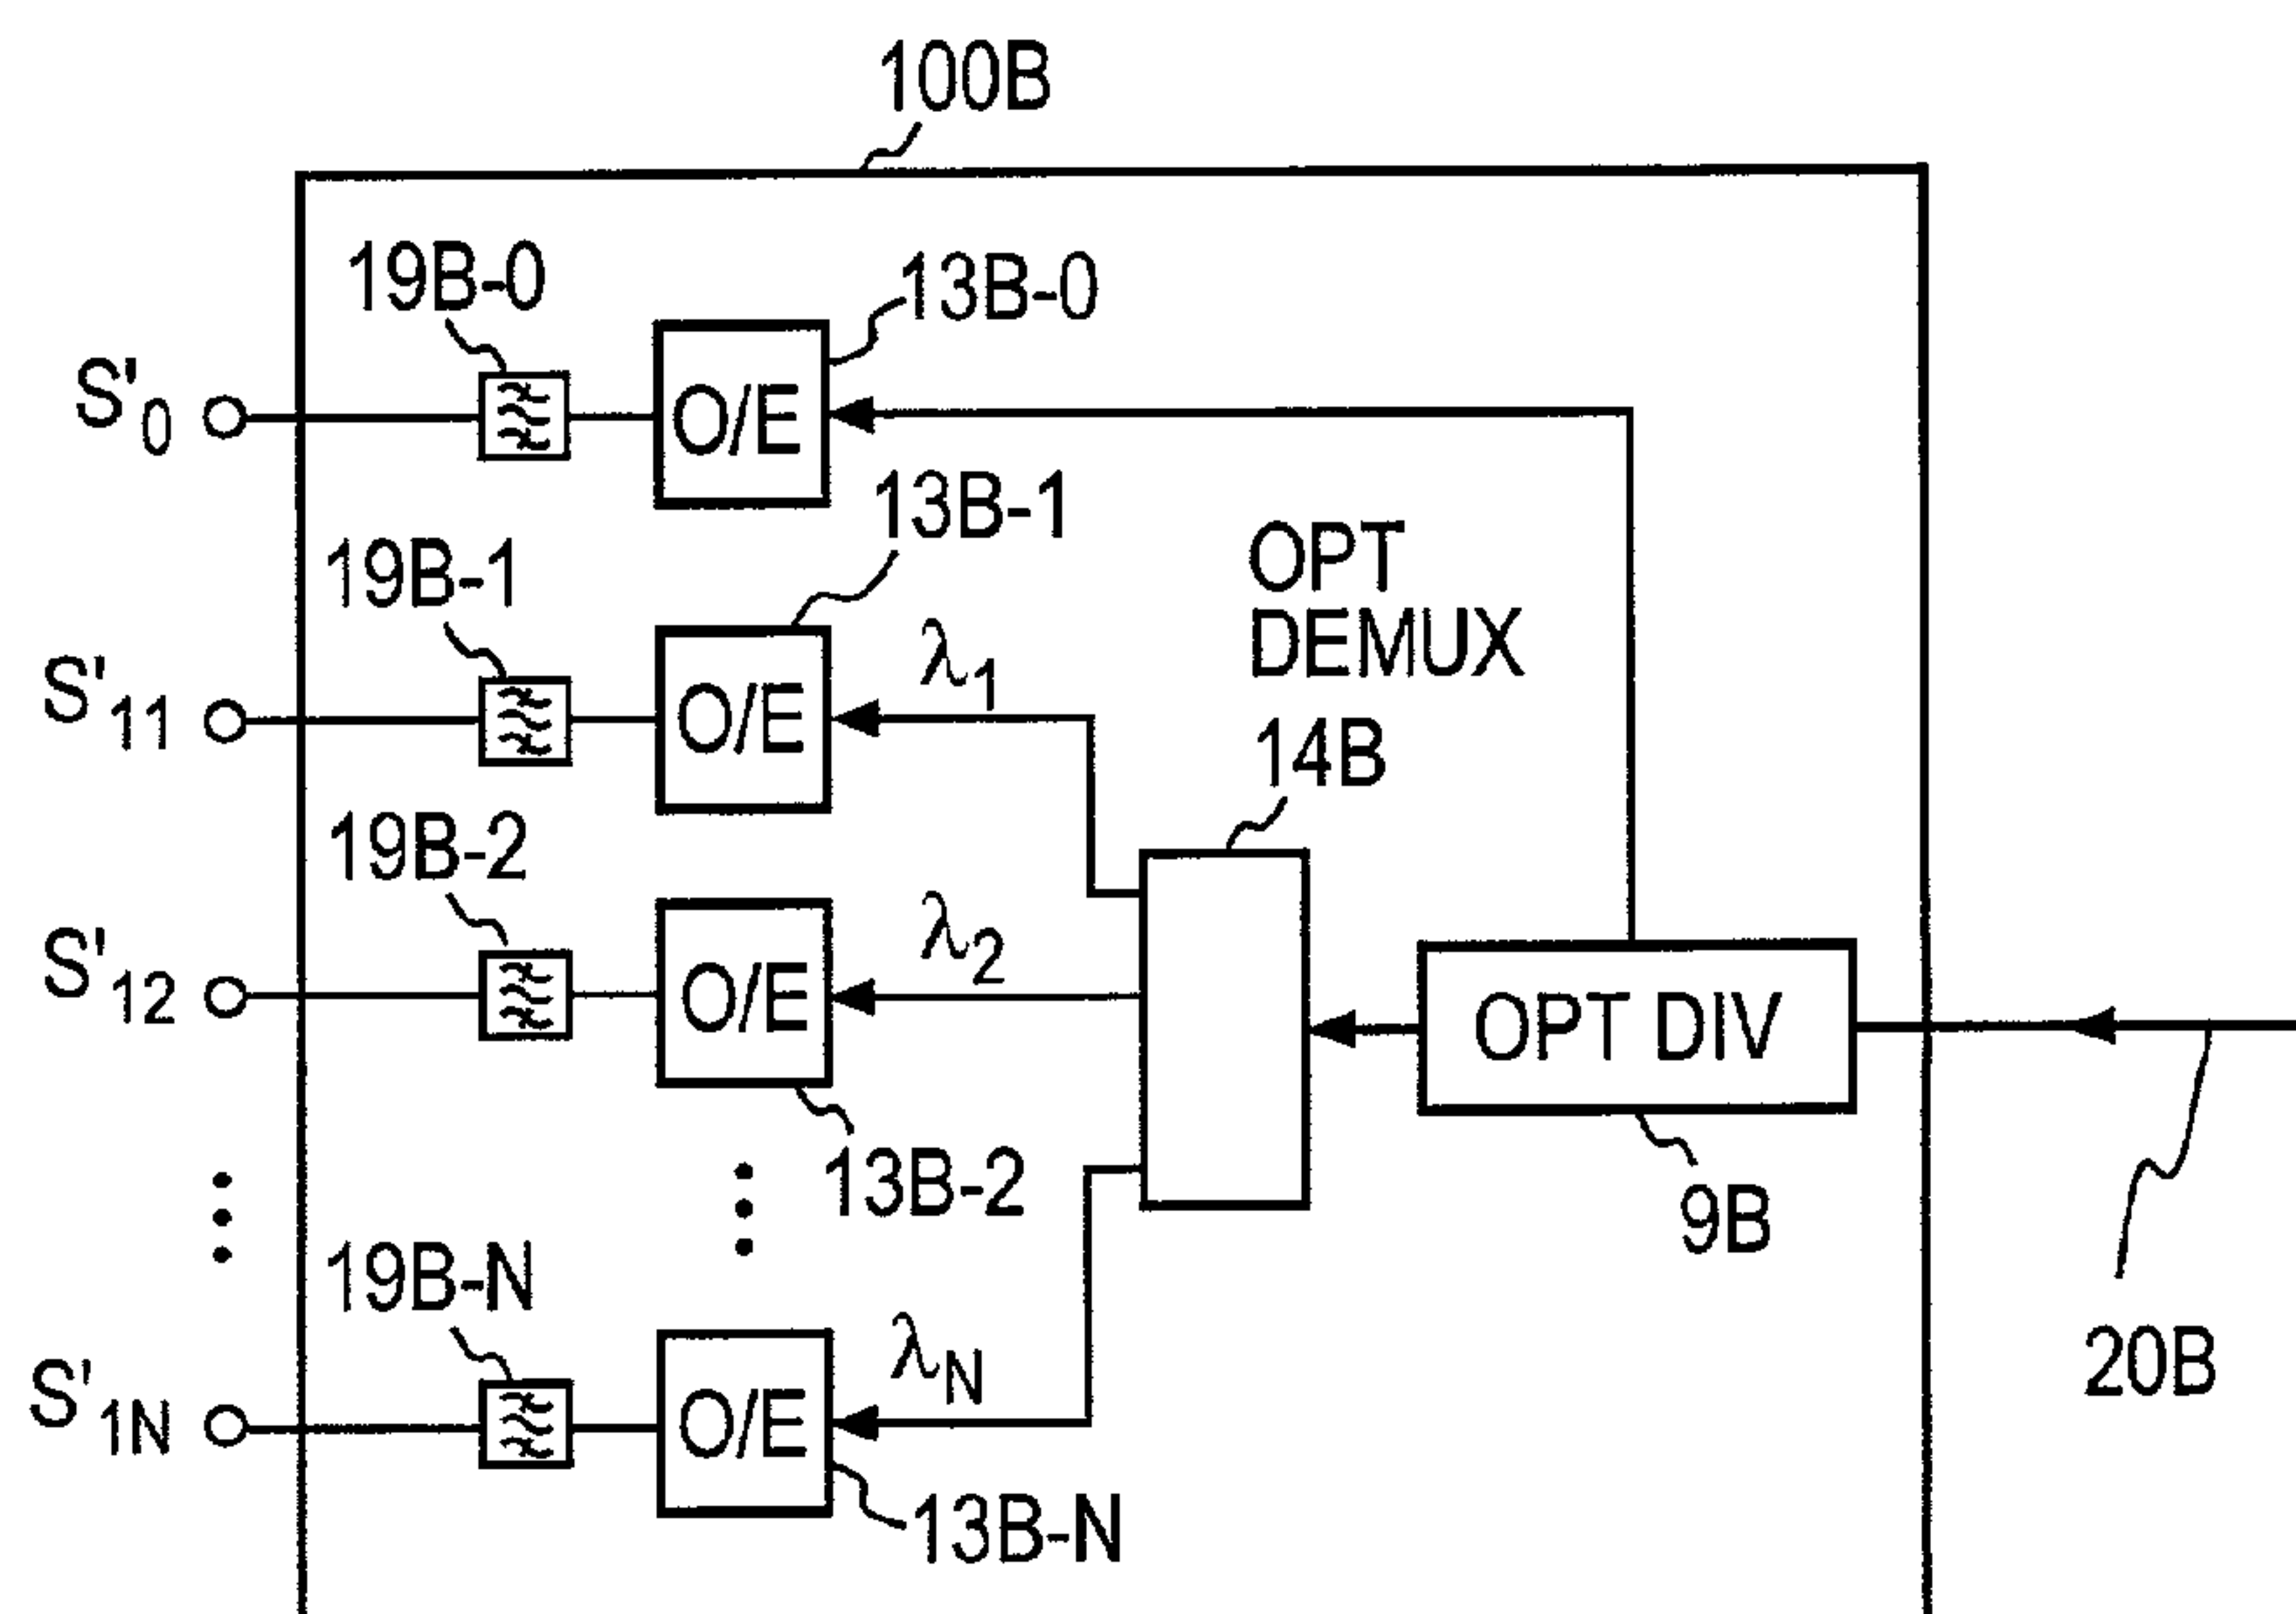 100B
19B-0
13B-0
S'0
O/E
13B-1
OPT
DEMUX
19B-1
λ1
S'11
O/E
14B
19B-2
λ2
S'12
O/E
OPT DIV
13B-2
9B
19B-N
λN
20B
S'1N
O/E
13B-N